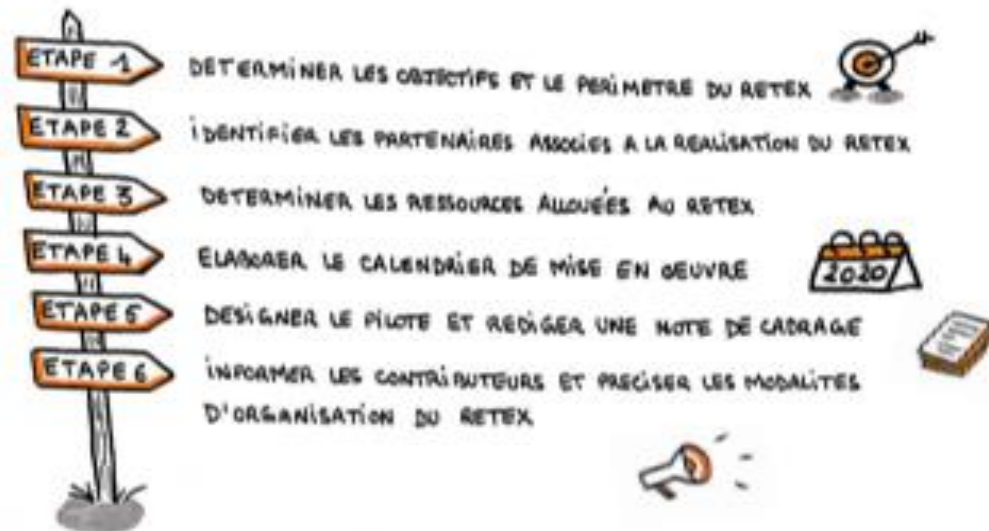 ETAPE 1 DETERMINER LES OBJECTIFS ET LE PERIMETRE DU RETEX
ETAPE 2 IDENTIFIER LES PARTENAIRES ASSOCIES A LA REALISATION DU RETEX
ETAPE 3 DETERMINER LES RESSOURCES ALLOUÉES AU RETEX
ETAPE 4 ELABORER LE CALENDRIER DE MISE EN OEUVRE
2020
ETAPE 5 DESIGNER LE PILOTE ET REDIGER UNE NOTE DE CADRAGE
ETAPE 6 INFORMER LES CONTRIBUTEURS ET PRECISER LES MODALITES
D'ORGANISATION DU RETEX